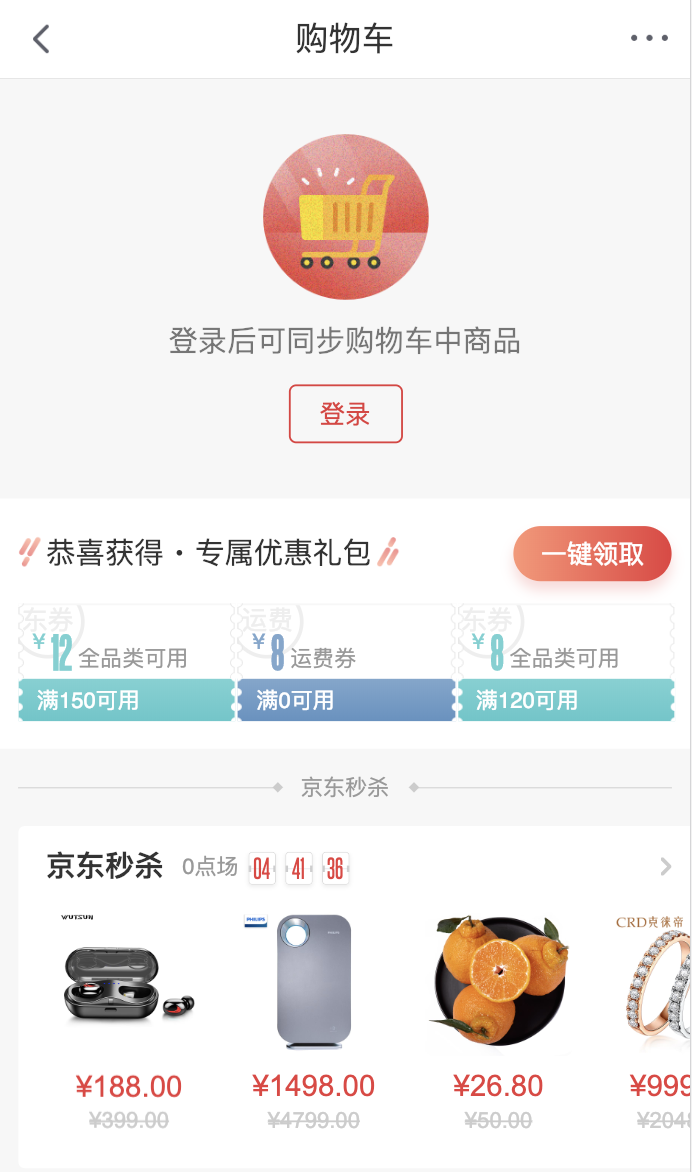 购物车
登录后可同步购物车中商品
登录
恭喜获得·专属优惠礼包
一键领取
东券 运费 东券
¥12 全品类可用 ¥8 运费券 ¥8 全品类可用
满150可用 满0可用 满120可用
京东秒杀
京东秒杀 0点场 04 41 36
WUTSUN PHILIPS CRD克徕帝
¥188.00 ¥1498.00 ¥26.80 ¥999
¥399.00 ¥4799.00 ¥50.00 ¥2048